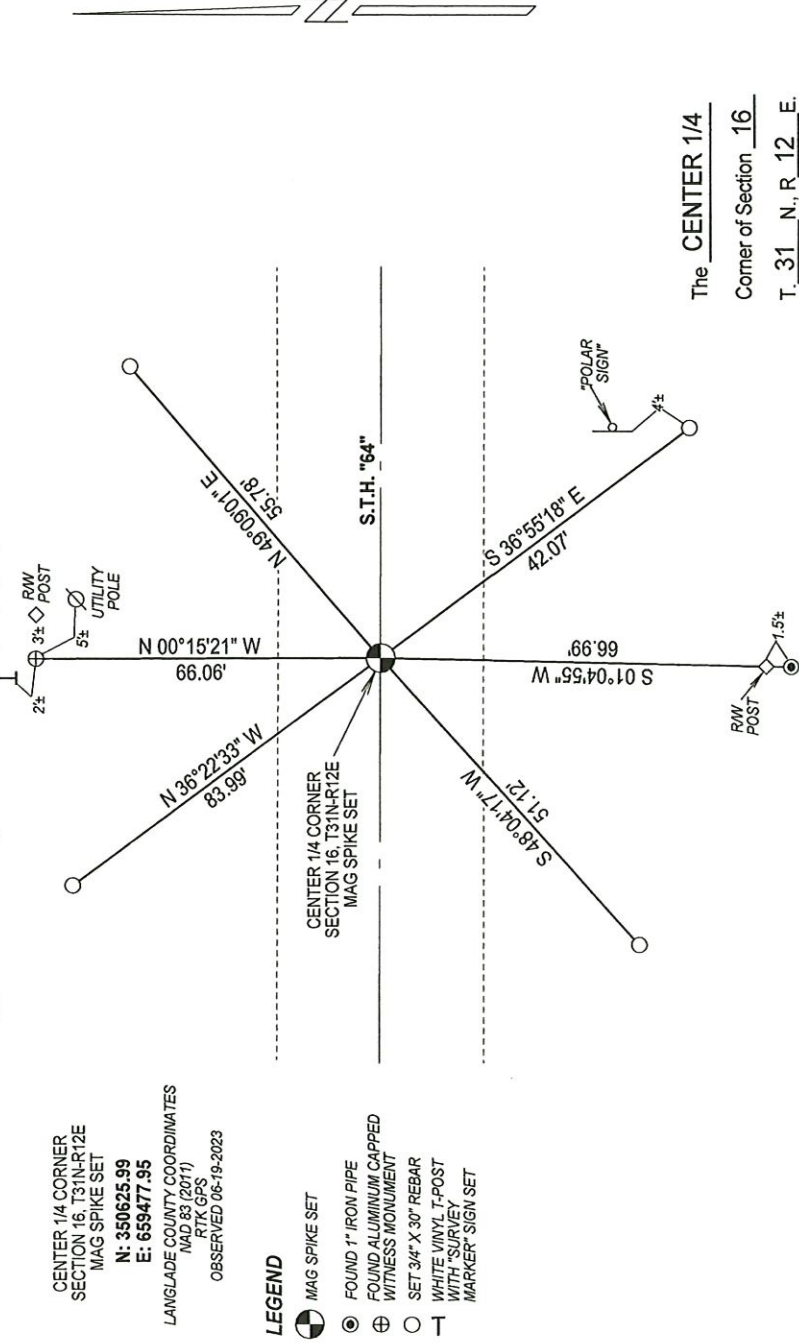 CENTER 1/4 CORNER
SECTION 16, T31N-R12E
MAG SPIKE SET
N: 350625.99
E: 659477.95
LANGLADE COUNTY COORDINATES
NAD 83 (2011)
RTK GPS
OBSERVED 06-19-2023
LEGEND
MAG SPIKE SET
FOUND 1" IRON PIPE
FOUND ALUMINUM CAPPED
WITNESS MONUMENT
SET 3/4" X 30" REBAR
WHITE VINYL T-POST
WITH "SURVEY
MARKER" SIGN SET
2'±
3'±
R/W
POST
5'±
UTILITY
POLE
N 36°22'33" W
83.99'
N 00°15'21" W
90.99'
N 49°09'01" E
55.78'
CENTER 1/4 CORNER
SECTION 16, T31N-R12E
MAG SPIKE SET
S.T.H. "64"
S 48°04'17" W
51.12'
S 01°04'55" W
66.99'
S 36°55'18" E
42.07'
"POLAR
SIGN"
4'±
R/W
POST
1.5'±
The CENTER 1/4
Corner of Section 16
T. 31 N., R 12 E.